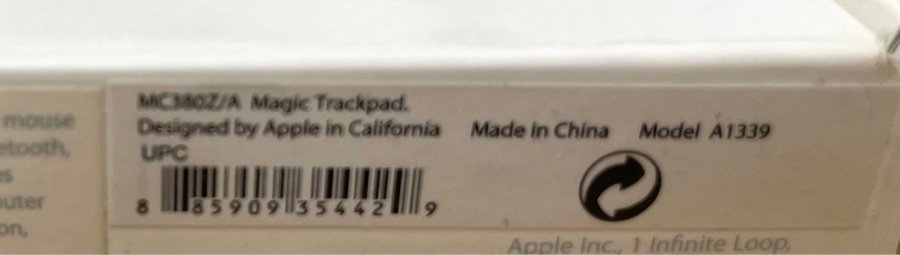 MC380Z/A Magic Trackpad.
Designed by Apple in California Made in China Model A1339
UPC
8 85909 35442 9
mouse
etooth,
es
uter
on,
Apple Inc., 1 Infinite Loop,